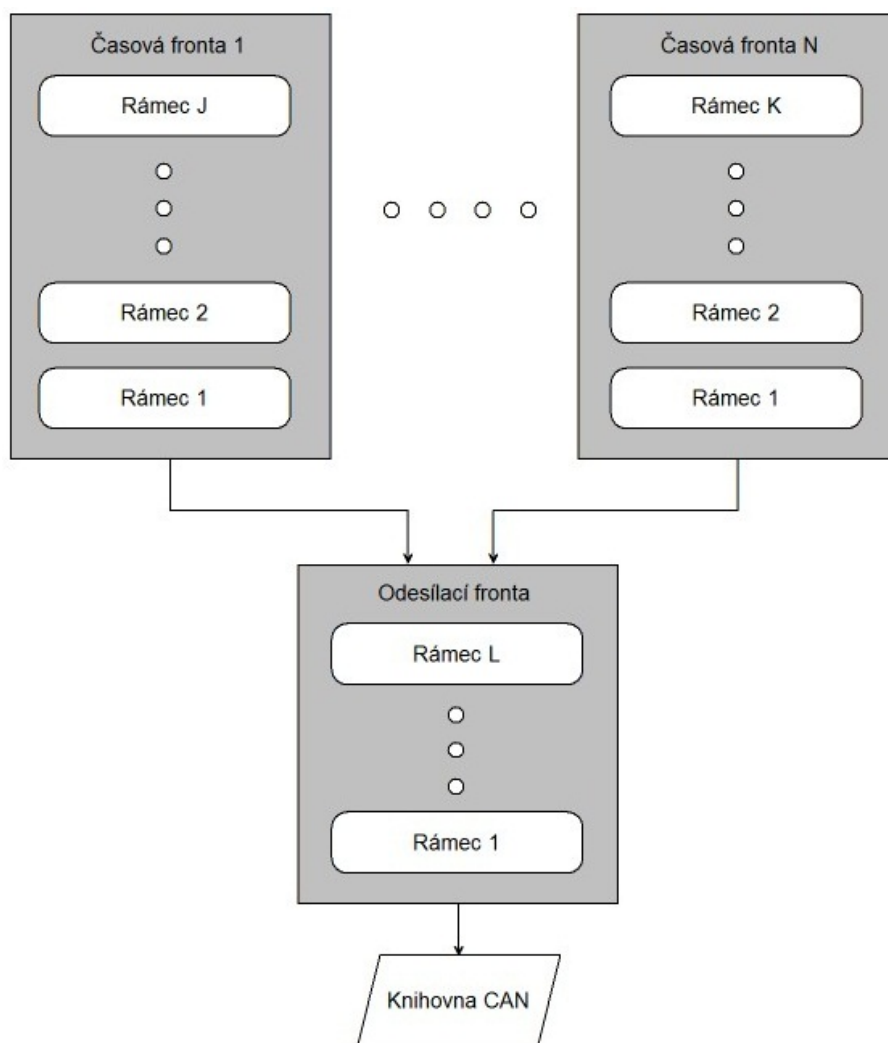 Časová fronta 1
Rámec J
Rámec 2
Rámec 1
Časová fronta N
Rámec K
Rámec 2
Rámec 1
Odesílací fronta
Rámec L
Rámec 1
Knihovna CAN